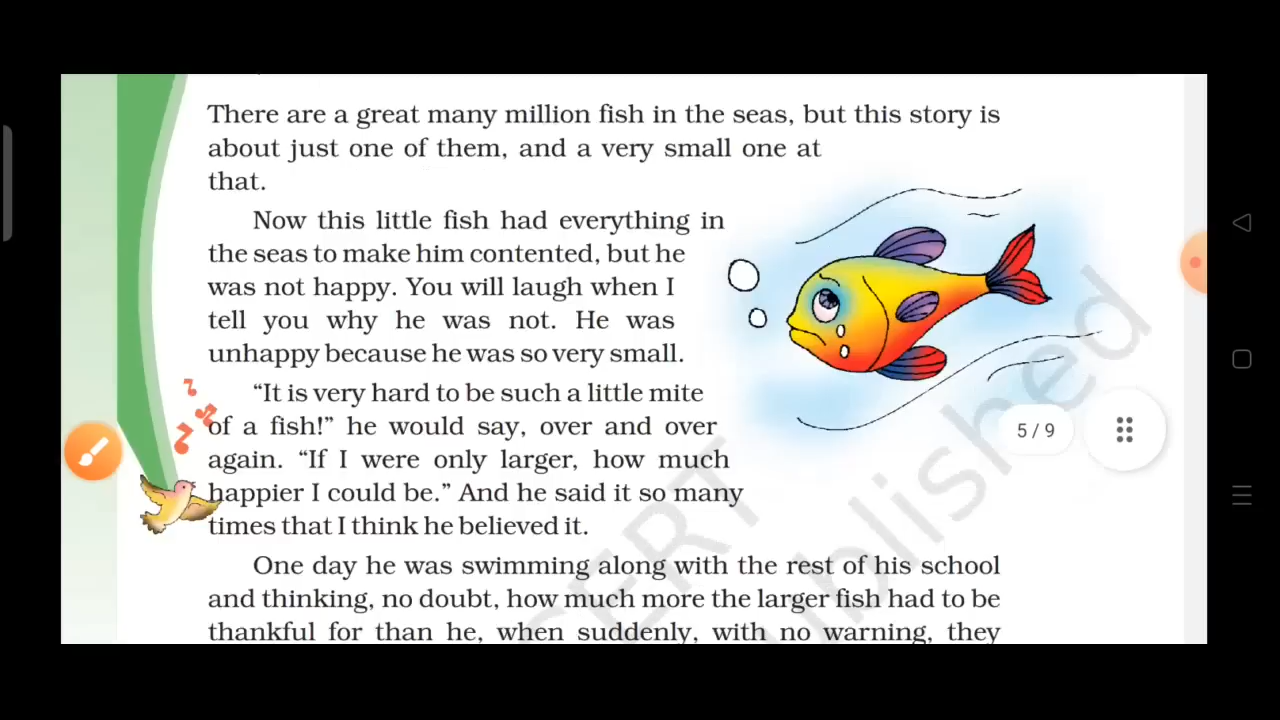 There are a great many million fish in the seas, but this story is
about just one of them, and a very small one at
that.
Now this little fish had everything in
the seas to make him contented, but he
was not happy. You will laugh when I
tell you why he was not. He was
unhappy because he was so very small.
“It is very hard to be such a little mite
of a fish!” he would say, over and over
again. “If I were only larger, how much
happier I could be.” And he said it so many
times that I think he believed it.
One day he was swimming along with the rest of his school
and thinking, no doubt, how much more the larger fish had to be
thankful for than he, when suddenly, with no warning, they
5/9